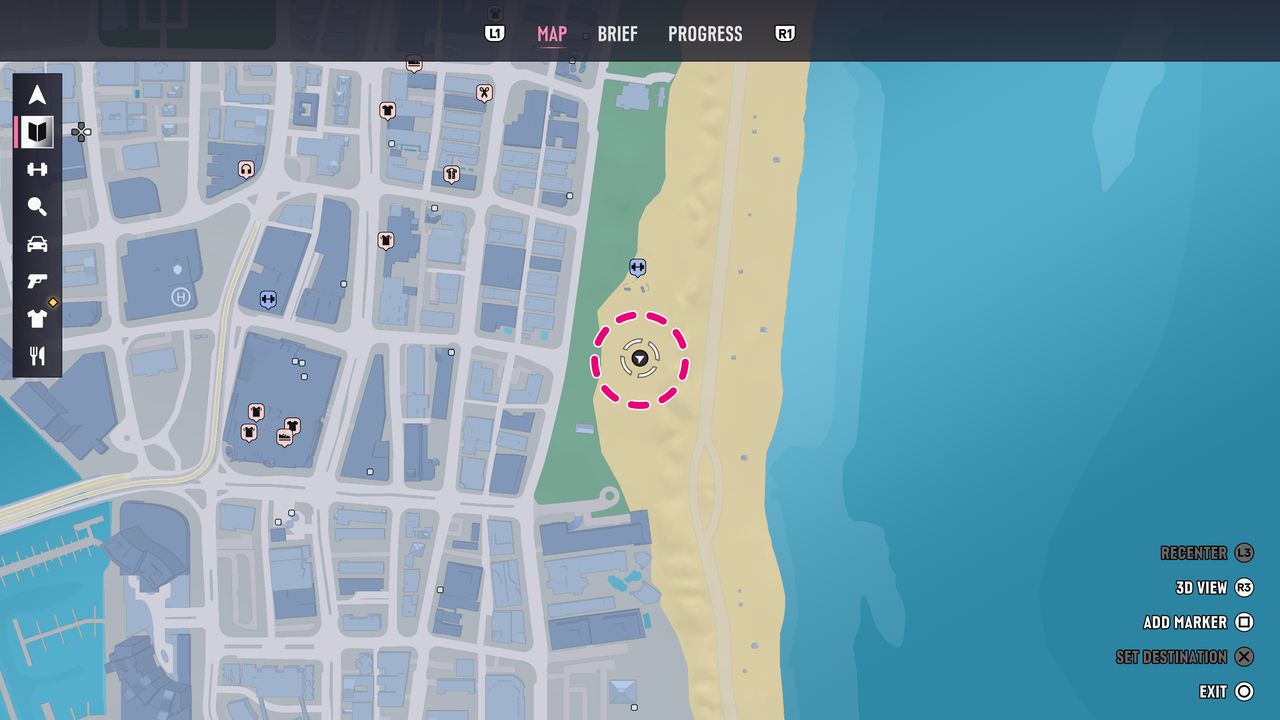 L1 MAP BRIEF PROGRESS R1
H
RECENTER L3
3D VIEW R3
ADD MARKER
SET DESTINATION
EXIT